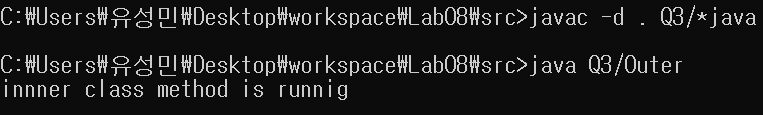 C:₩Users₩유성민₩Desktop₩workspace₩Lab08₩src>javac -d . Q3/*java
C:₩Users₩유성민₩Desktop₩workspace₩Lab08₩src>java Q3/Outer
innner class method is runnig